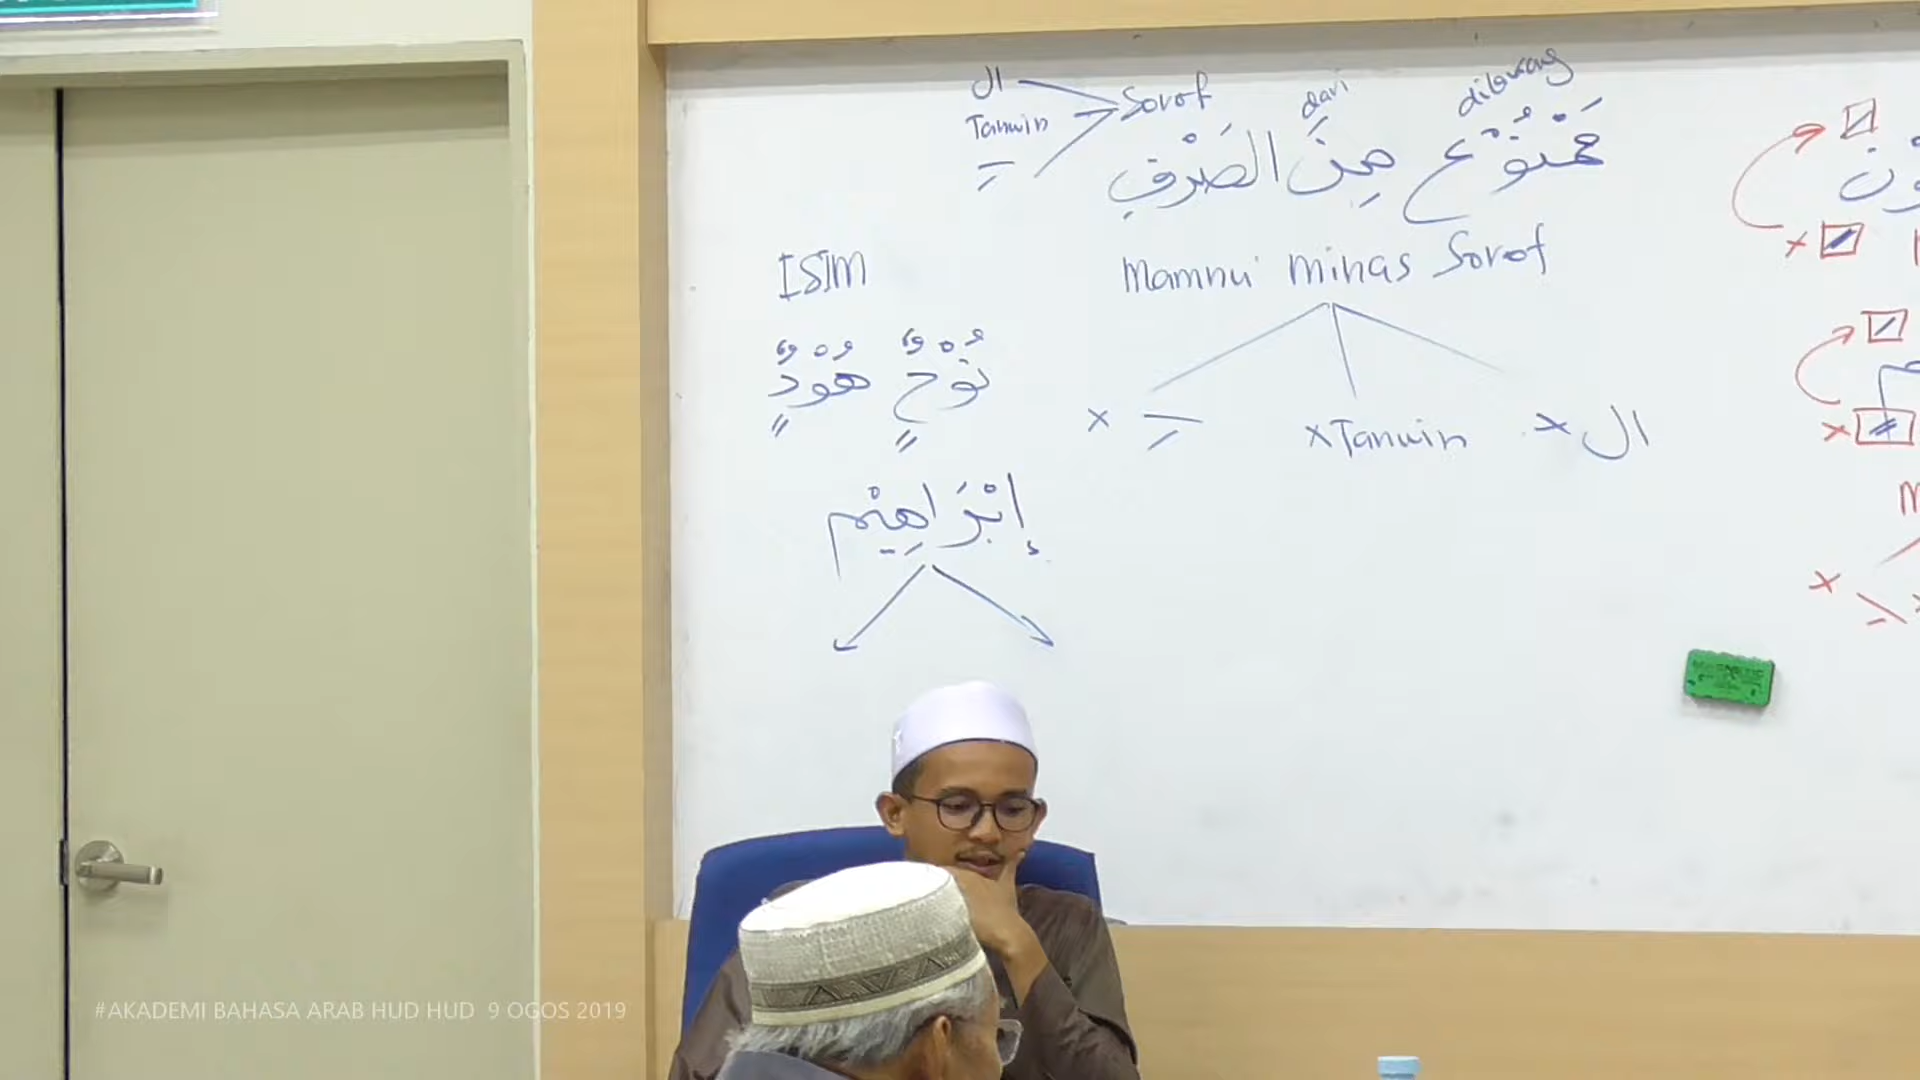 ال
Tanwin
Sorof
dari
dilarang
مَمْنُوْع مِنَ الصَّرْفِ
Mamnu' minas Sorof
ISIM
نُوْحٌ هُوْدٌ
x
x Tanwin
x ال
إِبْرَاهِيْم
#AKADEMI BAHASA ARAB HUD HUD 9 OGOS 2019